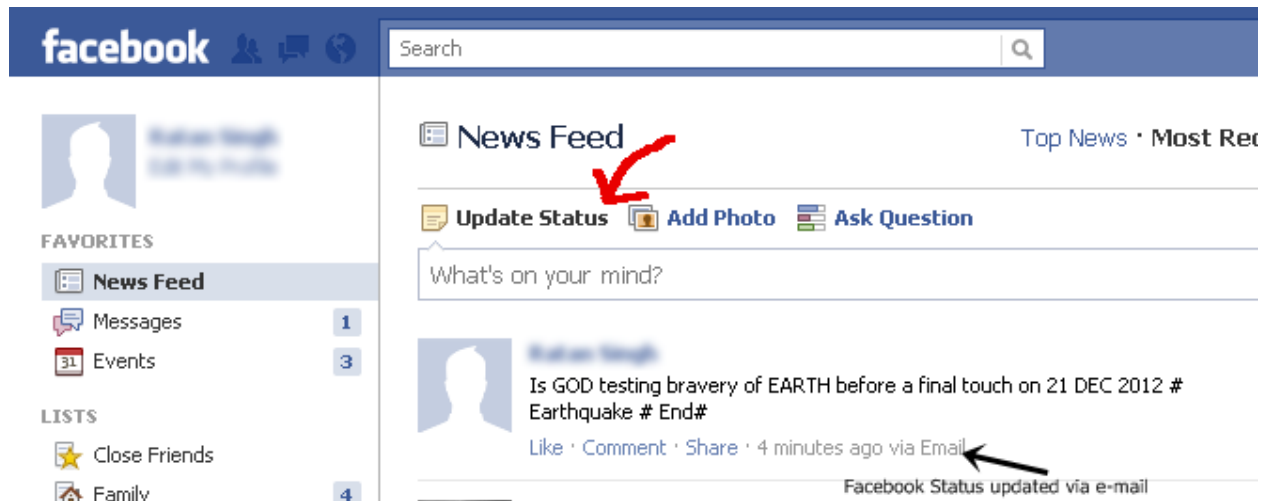 facebook
Search
News Feed
Top News · Most Rec
Update Status Add Photo Ask Question
What's on your mind?
FAVORITES
News Feed
Messages 1
31 Events 3
LISTS
Close Friends
Family 4
Is GOD testing bravery of EARTH before a final touch on 21 DEC 2012 #
Earthquake # End#
Like · Comment · Share · 4 minutes ago via Email
Facebook Status updated via e-mail